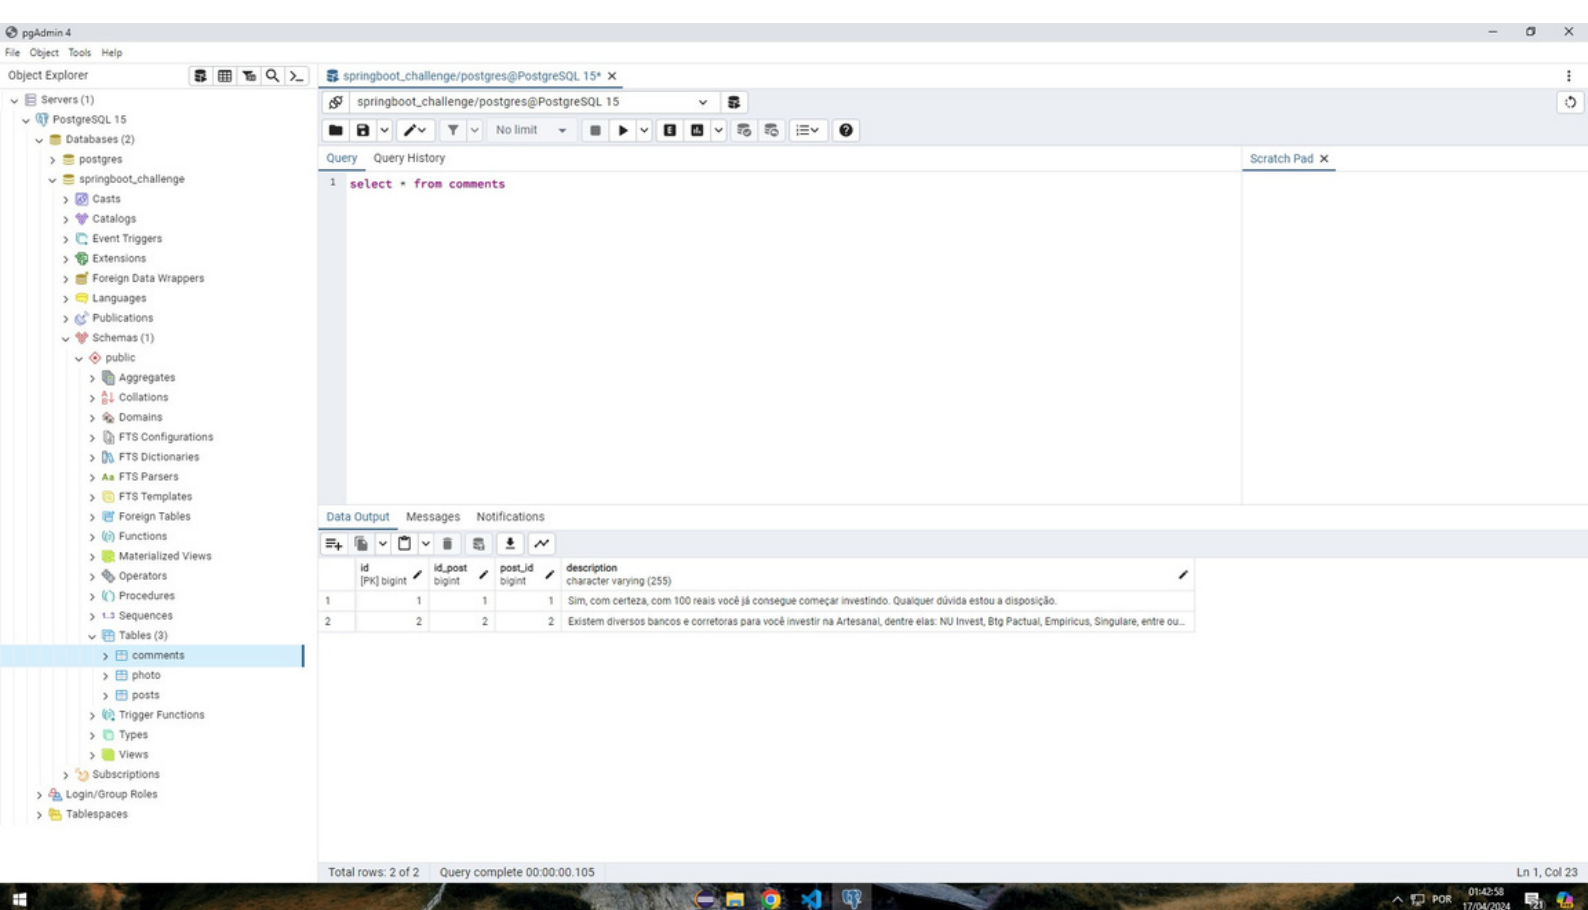 pgAdmin 4
File Object Tools Help
Object Explorer
springboot_challenge/postgres@PostgreSQL 15*
Servers (1)
PostgreSQL 15
Databases (2)
postgres
springboot_challenge
Casts
Catalogs
Event Triggers
Extensions
Foreign Data Wrappers
Languages
Publications
Schemas (1)
public
Aggregates
Collations
Domains
FTS Configurations
FTS Dictionaries
Aa FTS Parsers
FTS Templates
Foreign Tables
Functions
Materialized Views
Operators
Procedures
1..3 Sequences
Tables (3)
comments
photo
posts
Trigger Functions
Types
Views
Subscriptions
Login/Group Roles
Tablespaces
springboot_challenge/postgres@PostgreSQL 15
No limit
E
Query Query History
Scratch Pad
1 select * from comments
Data Output Messages Notifications
id id_post post_id description
[PK] bigint bigint bigint character varying (255)
1 1 1 1 Sim, com certeza, com 100 reais você já consegue começar investindo. Qualquer dúvida estou a disposição.
2 2 2 2 Existem diversos bancos e corretoras para você investir na Artesanal, dentre elas: NU Invest, Btg Pactual, Empiricus, Singulare, entre ou...
Total rows: 2 of 2 Query complete 00:00:00.105 Ln 1, Col 23
POR 01:42:58
17/04/2024
21